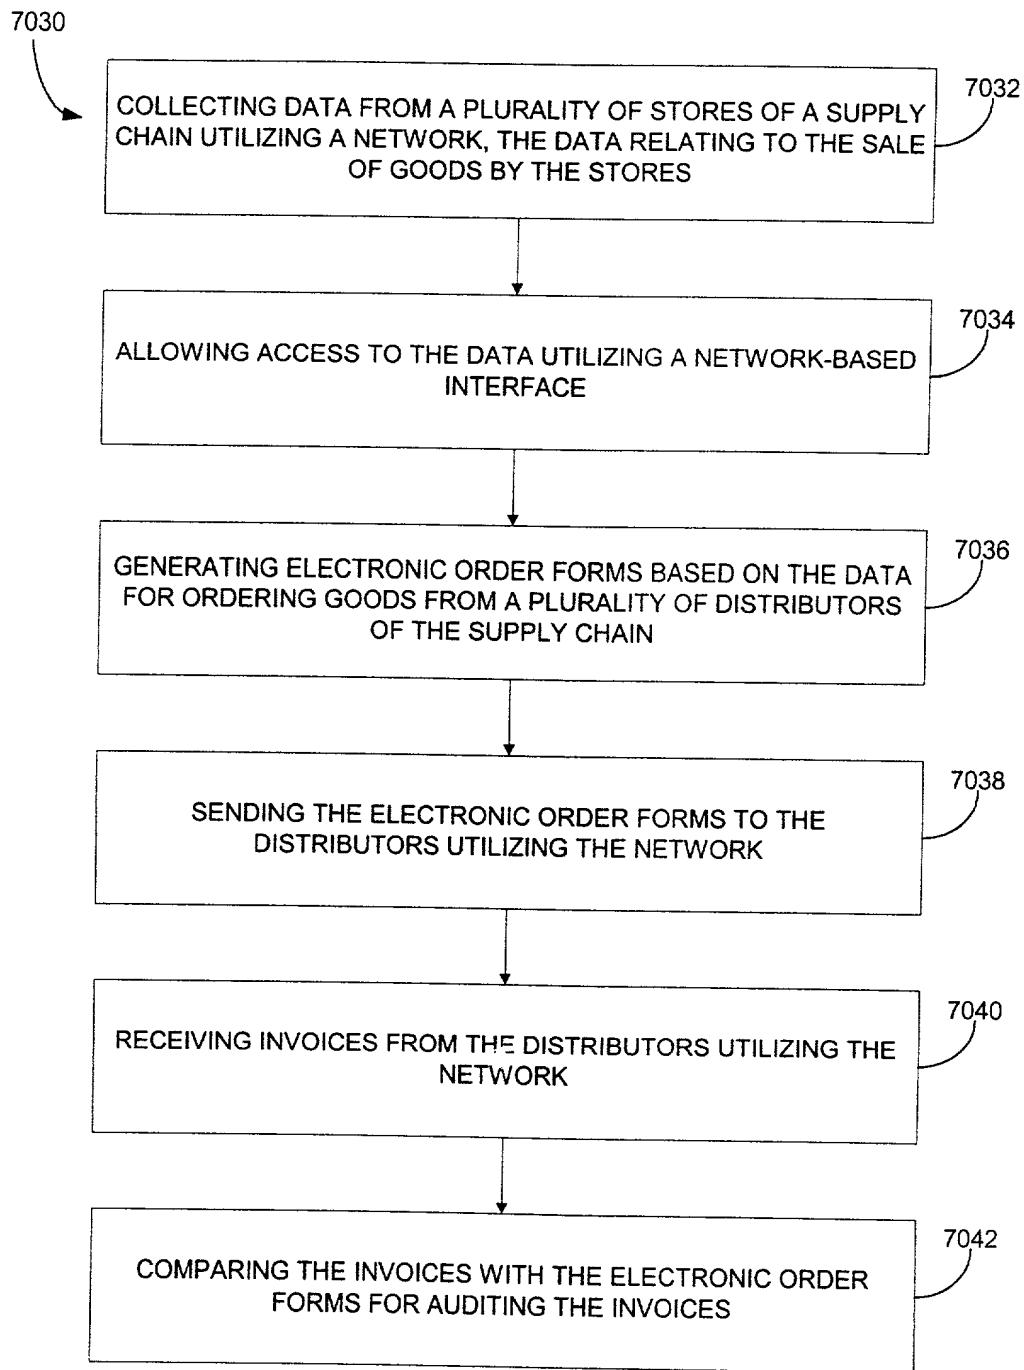 7030
7032
COLLECTING DATA FROM A PLURALITY OF STORES OF A SUPPLY
CHAIN UTILIZING A NETWORK, THE DATA RELATING TO THE SALE
OF GOODS BY THE STORES
7034
ALLOWING ACCESS TO THE DATA UTILIZING A NETWORK-BASED
INTERFACE
7036
GENERATING ELECTRONIC ORDER FORMS BASED ON THE DATA
FOR ORDERING GOODS FROM A PLURALITY OF DISTRIBUTORS
OF THE SUPPLY CHAIN
7038
SENDING THE ELECTRONIC ORDER FORMS TO THE
DISTRIBUTORS UTILIZING THE NETWORK
7040
RECEIVING INVOICES FROM THE DISTRIBUTORS UTILIZING THE
NETWORK
7042
COMPARING THE INVOICES WITH THE ELECTRONIC ORDER
FORMS FOR AUDITING THE INVOICES